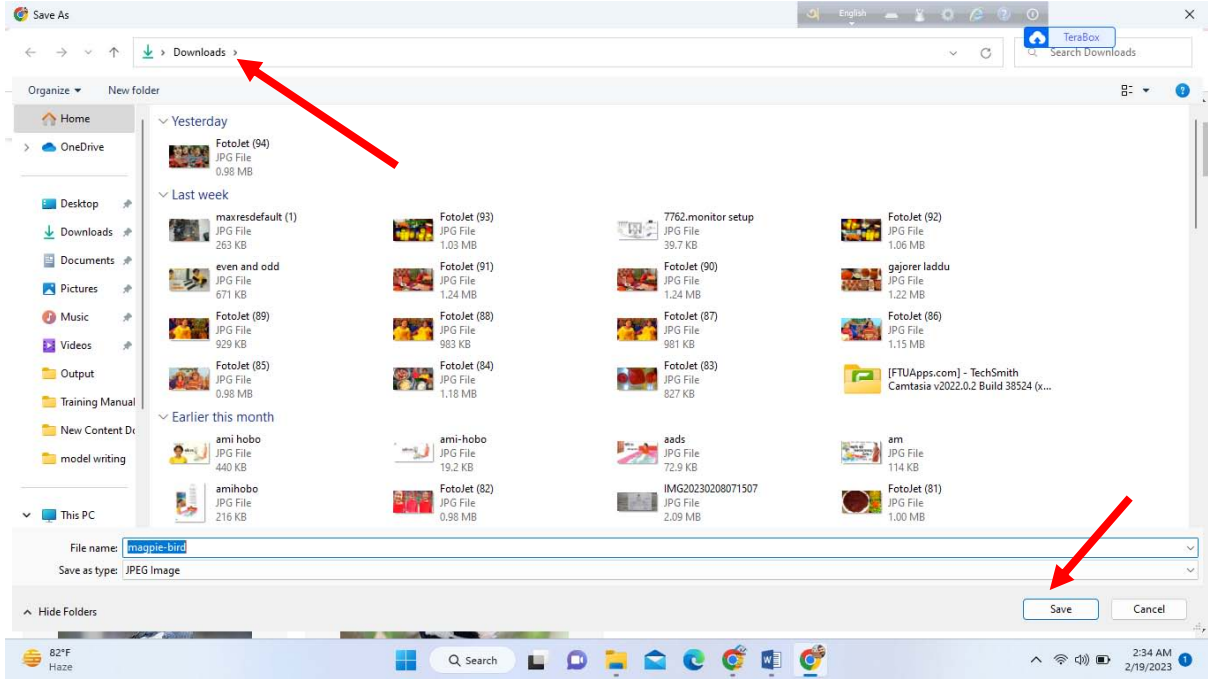 Save As
English
TeraBox
Downloads
Search Downloads
Organize
New folder
Home
OneDrive
Desktop
Downloads
Documents
Pictures
Music
Videos
Output
Training Manual
New Content Do
model writing
This PC
Yesterday
FotoJet (94)
JPG File
0.98 MB
Last week
maxresdefault (1)
JPG File
263 KB
FotoJet (93)
JPG File
1.03 MB
7762.monitor setup
JPG File
39.7 KB
FotoJet (92)
JPG File
1.06 MB
even and odd
JPG File
671 KB
FotoJet (91)
JPG File
1.24 MB
FotoJet (90)
JPG File
1.24 MB
gajorer laddu
JPG File
1.22 MB
FotoJet (89)
JPG File
929 KB
FotoJet (88)
JPG File
983 KB
FotoJet (87)
JPG File
981 KB
FotoJet (86)
JPG File
1.15 MB
FotoJet (85)
JPG File
0.98 MB
FotoJet (84)
JPG File
1.18 MB
FotoJet (83)
JPG File
827 KB
[FTUApps.com] - TechSmith
Camtasia v2022.0.2 Build 38524 (x...
Earlier this month
ami hobo
JPG File
440 KB
ami-hobo
JPG File
19.2 KB
aads
JPG File
72.9 KB
am
JPG File
114 KB
amihobo
JPG File
216 KB
FotoJet (82)
JPG File
0.98 MB
IMG20230208071507
JPG File
2.09 MB
FotoJet (81)
JPG File
1.00 MB
File name: magpie-bird
Save as type: JPEG Image
Hide Folders
Save
Cancel
82°F
Haze
Search
2:34 AM
2/19/2023
1